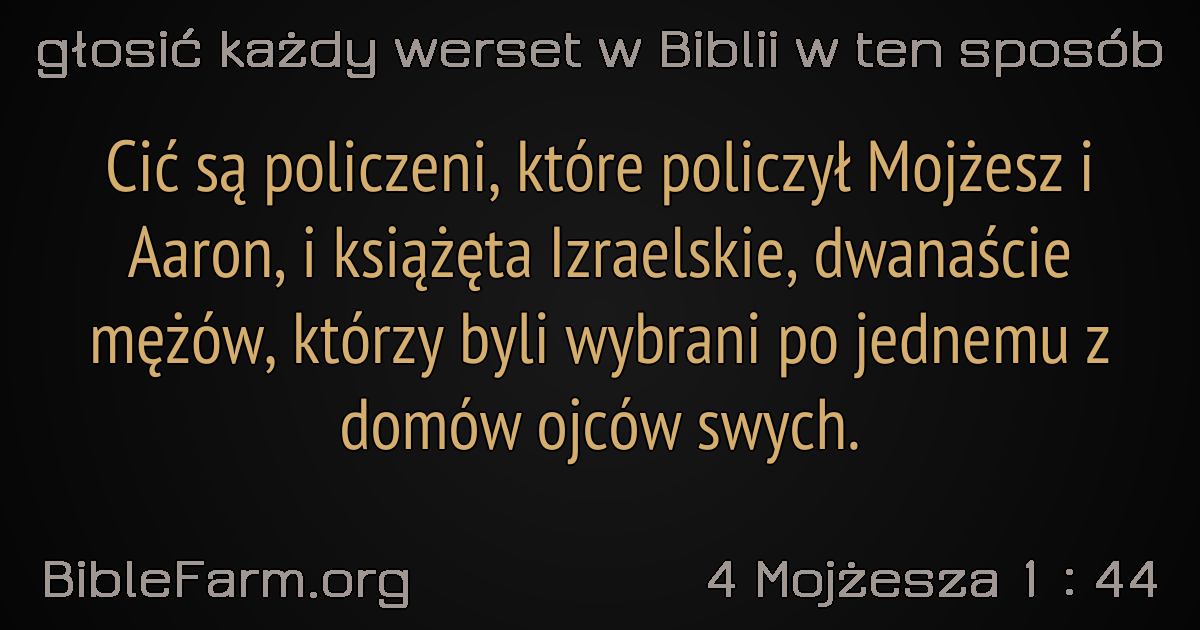 głosić każdy werset w Biblii w ten sposób
Cić są policzeni, które policzył Mojżesz i
Aaron, i książęta Izraelskie, dwanaście
mężów, którzy byli wybrani po jednemu z
domów ojców swych.
BibleFarm.org
4 Mojżesza 1 : 44